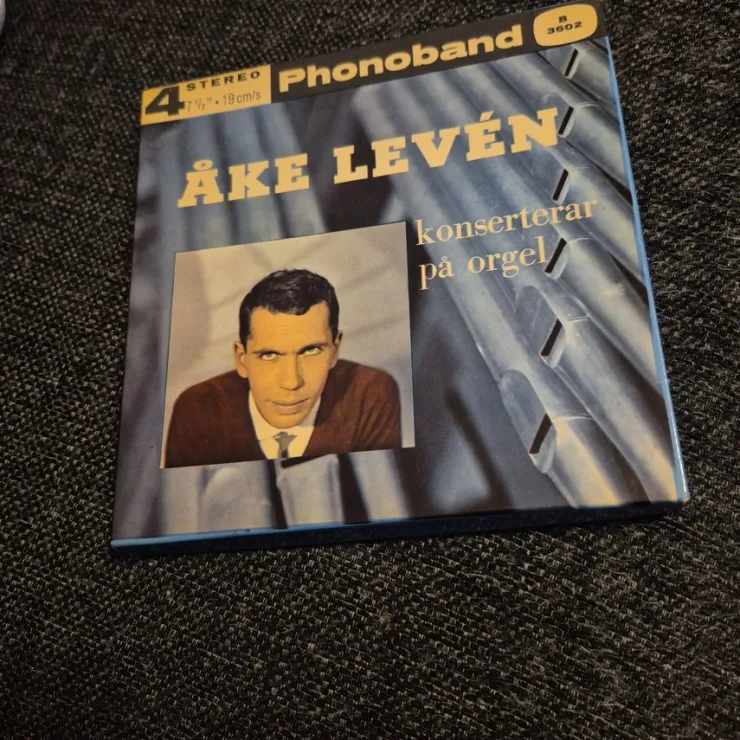 4 STEREO
7 1/2" • 19 cm/s
Phonoband
B
3602
ÅKE LEVÉN
konserterar
på orgel